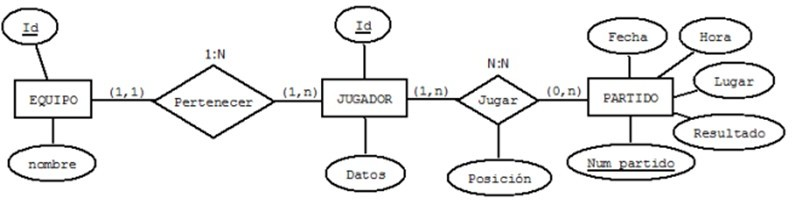 Id
nombre
EQUIPO
(1,1)
1:N
Pertenecer
(1,n)
Id
JUGADOR
Datos
(1,n)
N:N
Jugar
Posición
(0,n)
PARTIDO
Fecha
Hora
Lugar
Resultado
Num partido